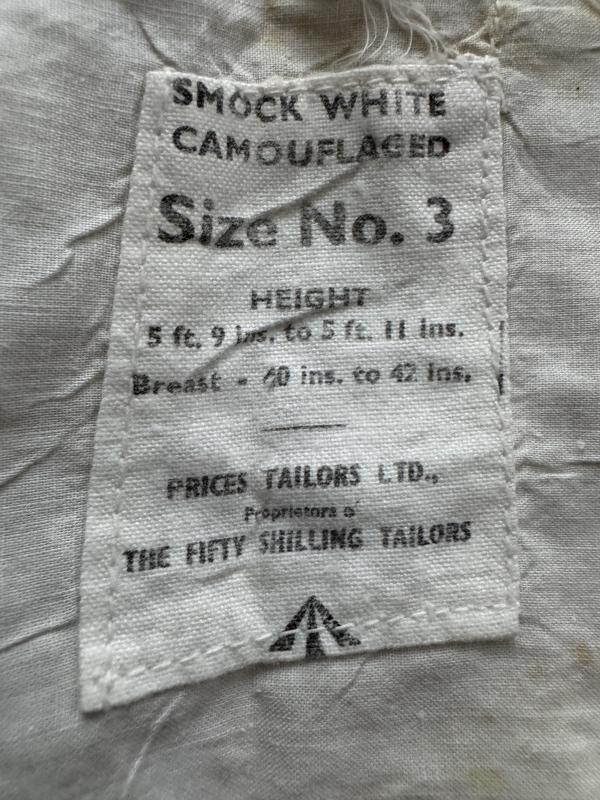 SMOCK WHITE
CAMOUFLAGED
Size No. 3
HEIGHT
5 ft. 9 ins. to 5 ft. 11 ins.
Breast - 40 ins. to 42 ins.
PRICES TAILORS LTD.,
Proprietors of
THE FIFTY SHILLING TAILORS